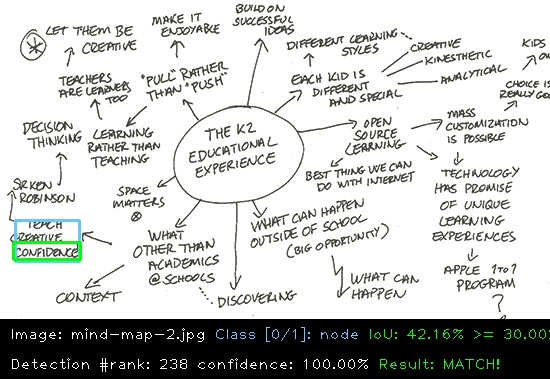 LET THEM BE
CREATIVE
MAKE IT
ENJOYABLE
BUILD ON
SUCCESSFUL
IDEAS
DIFFERENT LEARNING
STYLES
CREATIVE
KINESTHETIC
ANALYTICAL
KIDS
CHOICE IS
TEACHERS
ARE LEARNERS
TOO
"PULL" RATHER
THAN "PUSH"
EACH KID IS
DIFFERENT
AND SPECIAL
DECISION
THINKING
LEARNING
RATHER THAN
TEACHING
THE K2
EDUCATIONAL
EXPERIENCE
OPEN
SOURCE
LEARNING
MASS
CUSTOMIZATION
IS POSSIBLE
SIR KEN
ROBINSON
SPACE
MATTERS
BEST THING WE CAN
DO WITH INTERNET
TECHNOLOGY
HAS PROMISE
OF UNIQUE
LEARNING
EXPERIENCES
TEACH
CREATIVE
CONFIDENCE
WHAT
OTHER THAN
ACADEMICS
@ SCHOOLS
WHAT CAN HAPPEN
OUTSIDE OF SCHOOL
(BIG OPPORTUNITY)
CONTEXT
DISCOVERING
WHAT CAN
HAPPEN
APPLE 1 TO 1
PROGRAM
?
Image: mind-map-2.jpg Class [0/1]: node IoU: 42.16% >= 30.00
Detection #rank: 238 confidence: 100.00% Result: MATCH!